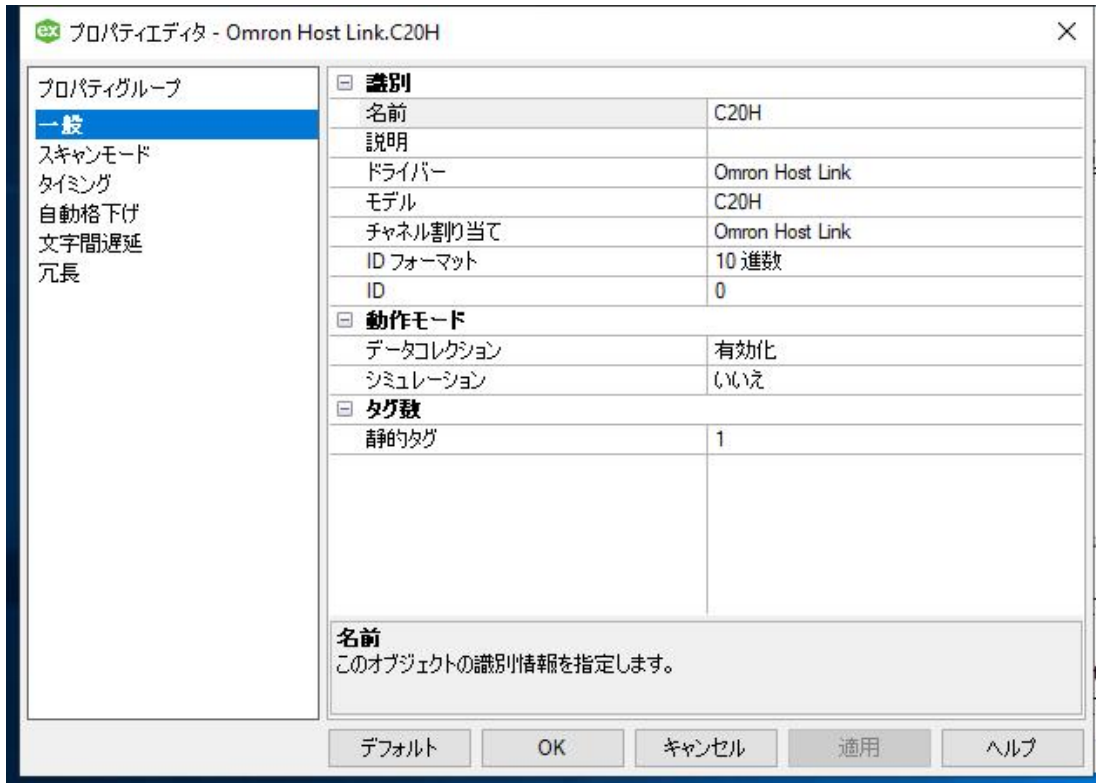 ex プロパティエディタ - Omron Host Link.C20H
プロパティグループ
一般
スキャンモード
タイミング
自動格下げ
文字間遅延
冗長
識別
名前 C20H
説明
ドライバー Omron Host Link
モデル C20H
チャネル割り当て Omron Host Link
ID フォーマット 10 進数
ID 0
動作モード
データコレクション 有効化
シミュレーション いいえ
タグ数
静的タグ 1
名前
このオブジェクトの識別情報を指定します。
デフォルト OK キャンセル 適用 ヘルプ